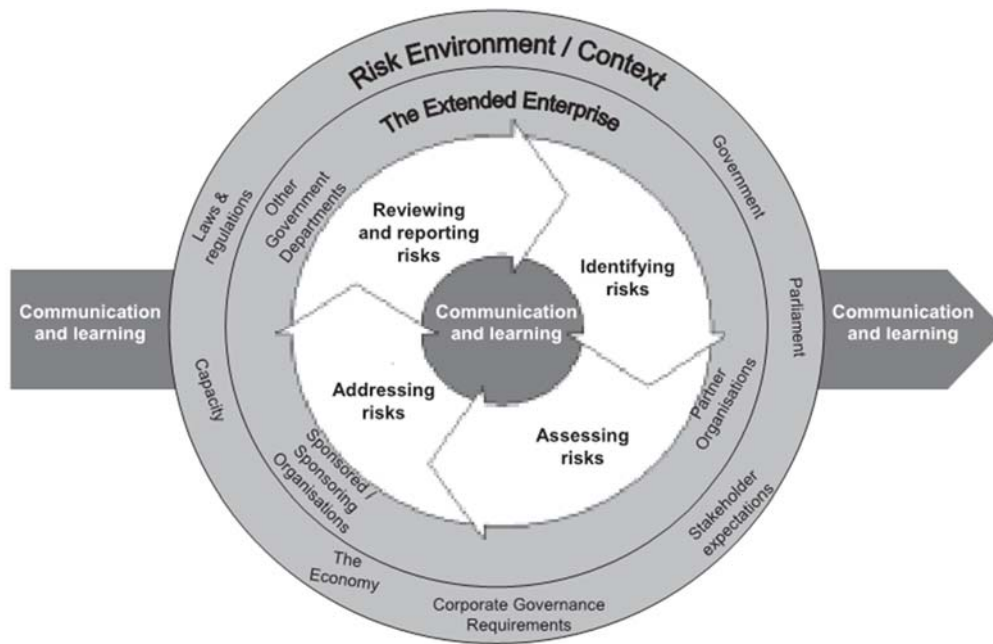 Risk Environment / Context
The Extended Enterprise
Government
Laws &
regulations
Other
Government
Departments
Reviewing
and reporting
risks
Identifying
risks
Communication
and learning
Communication
and learning
Communication
and learning
Parliament
Capacity
Addressing
risks
Assessing
risks
Partner
Organisations
Sponsored /
Sponsoring
Organisations
Stakeholder
expectations
The
Economy
Corporate Governance
Requirements